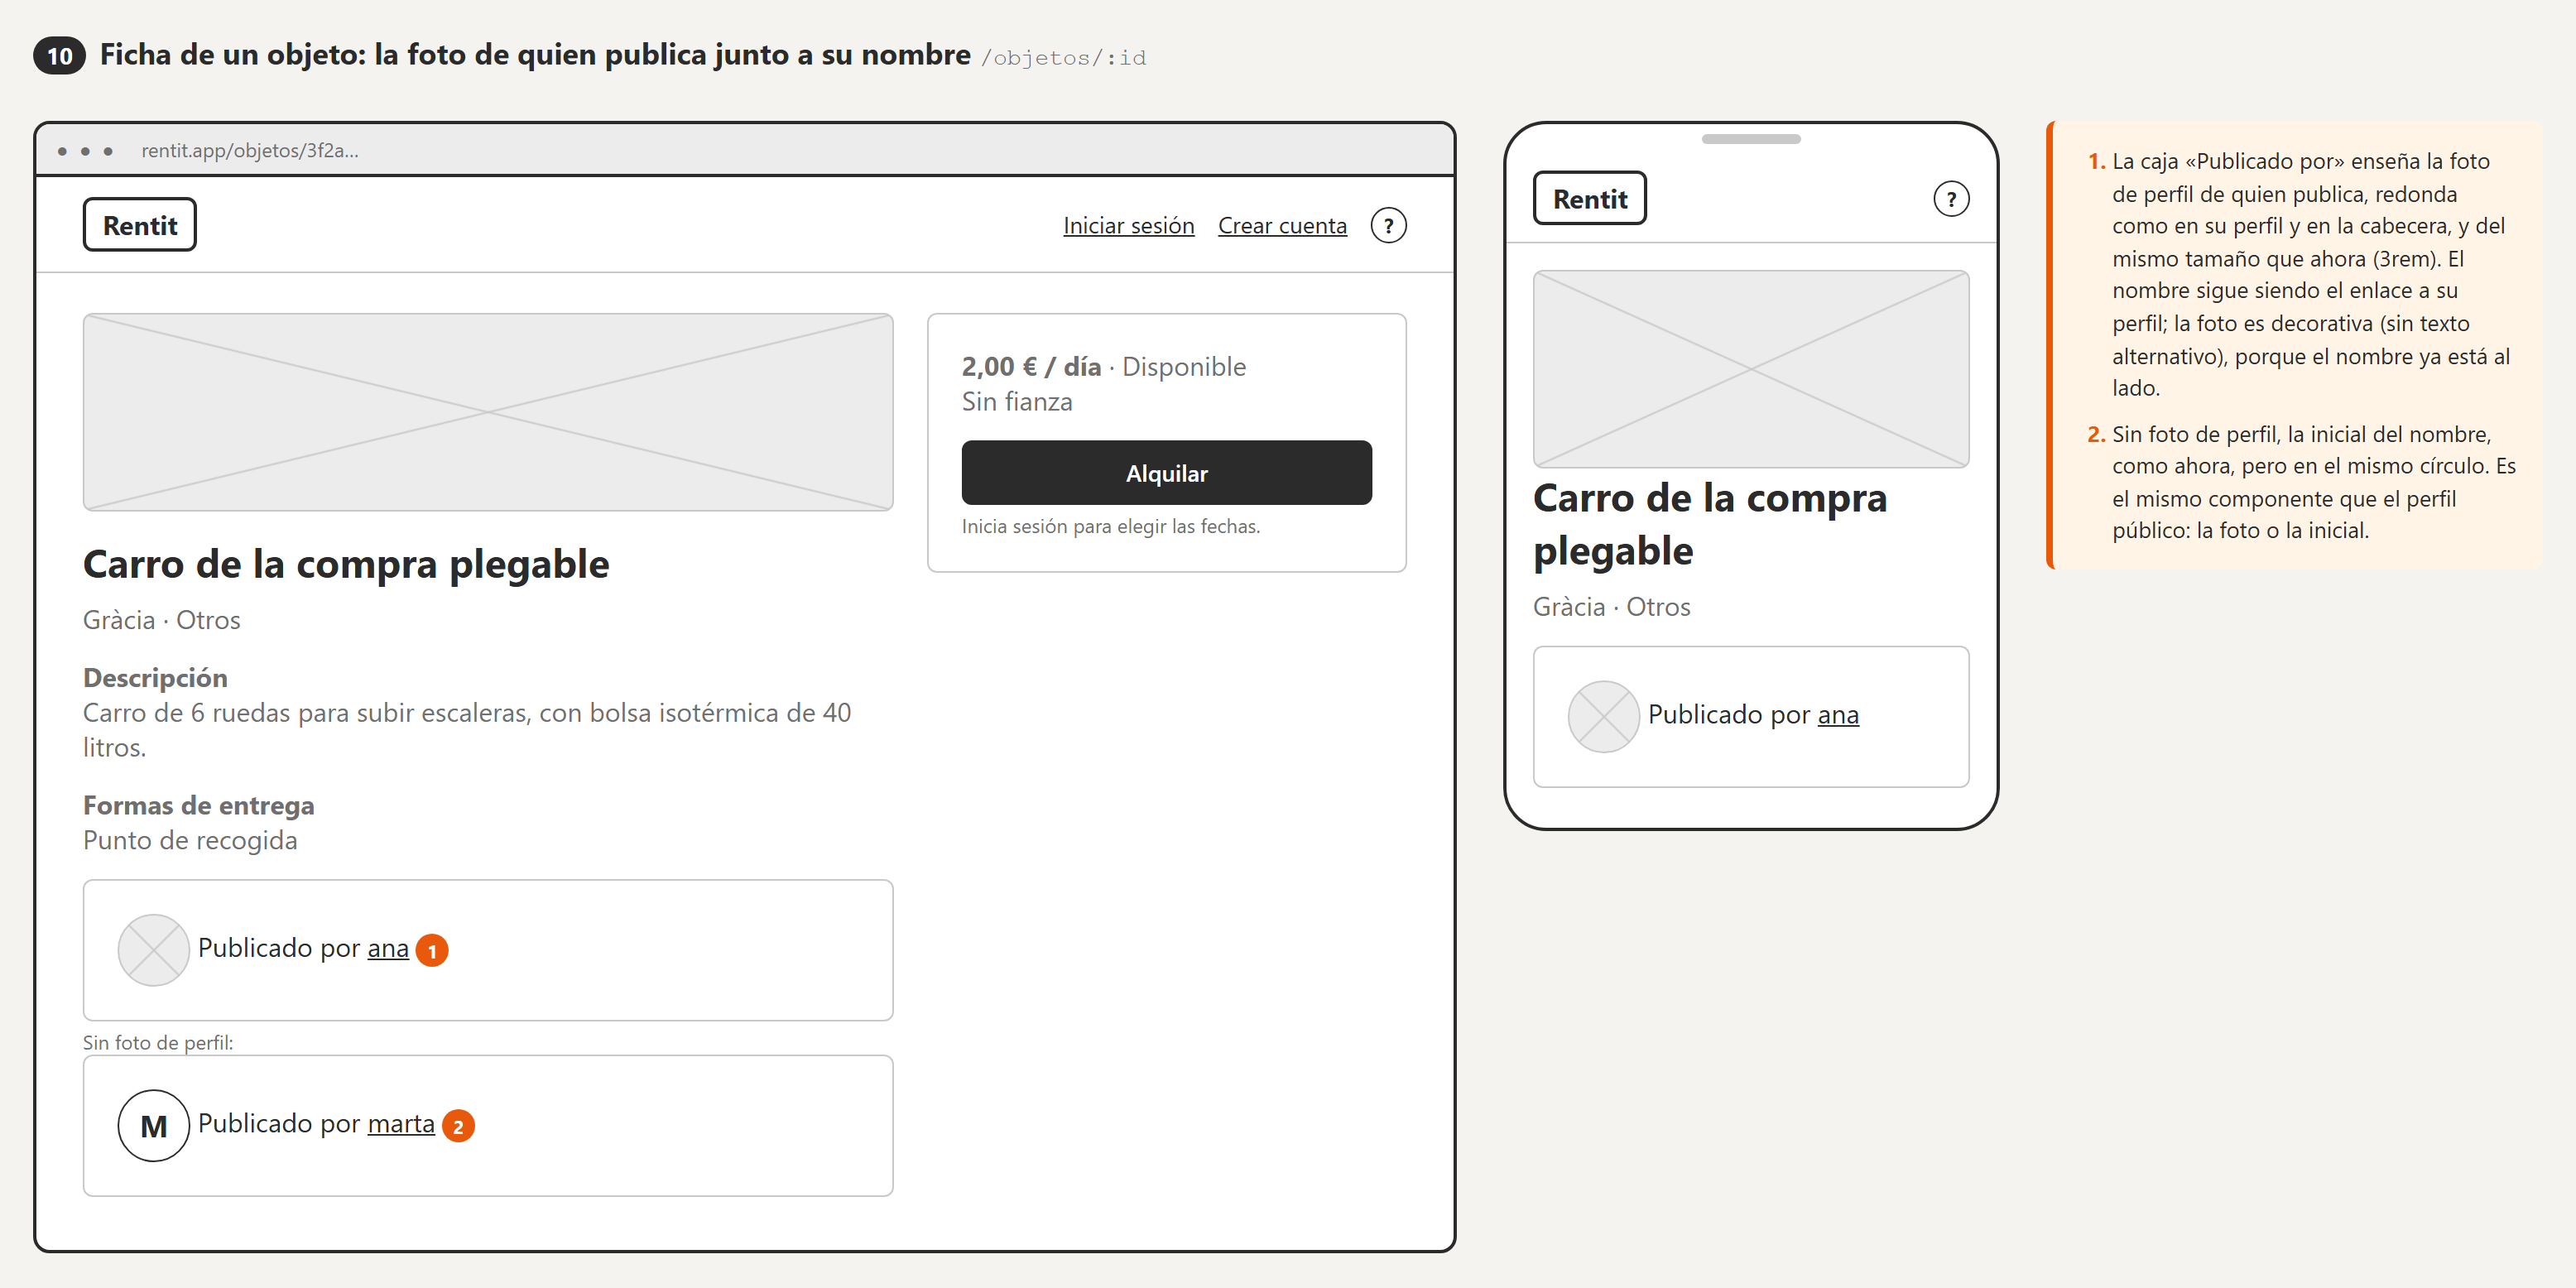 10 Ficha de un objeto: la foto de quien publica junto a su nombre /objetos/:id
rentit.app/objetos/3f2a...
Rentit
Iniciar sesión Crear cuenta ?
2,00 € / día · Disponible
Sin fianza
Alquilar
Inicia sesión para elegir las fechas.
Carro de la compra plegable
Gràcia · Otros
Descripción
Carro de 6 ruedas para subir escaleras, con bolsa isotérmica de 40
litros.
Formas de entrega
Punto de recogida
Publicado por ana 1
Sin foto de perfil:
M Publicado por marta 2
Rentit ?
Carro de la compra
plegable
Gràcia · Otros
Publicado por ana
1. La caja «Publicado por» enseña la foto
de perfil de quien publica, redonda
como en su perfil y en la cabecera, y del
mismo tamaño que ahora (3rem). El
nombre sigue siendo el enlace a su
perfil; la foto es decorativa (sin texto
alternativo), porque el nombre ya está al
lado.
2. Sin foto de perfil, la inicial del nombre,
como ahora, pero en el mismo círculo. Es
el mismo componente que el perfil
público: la foto o la inicial.